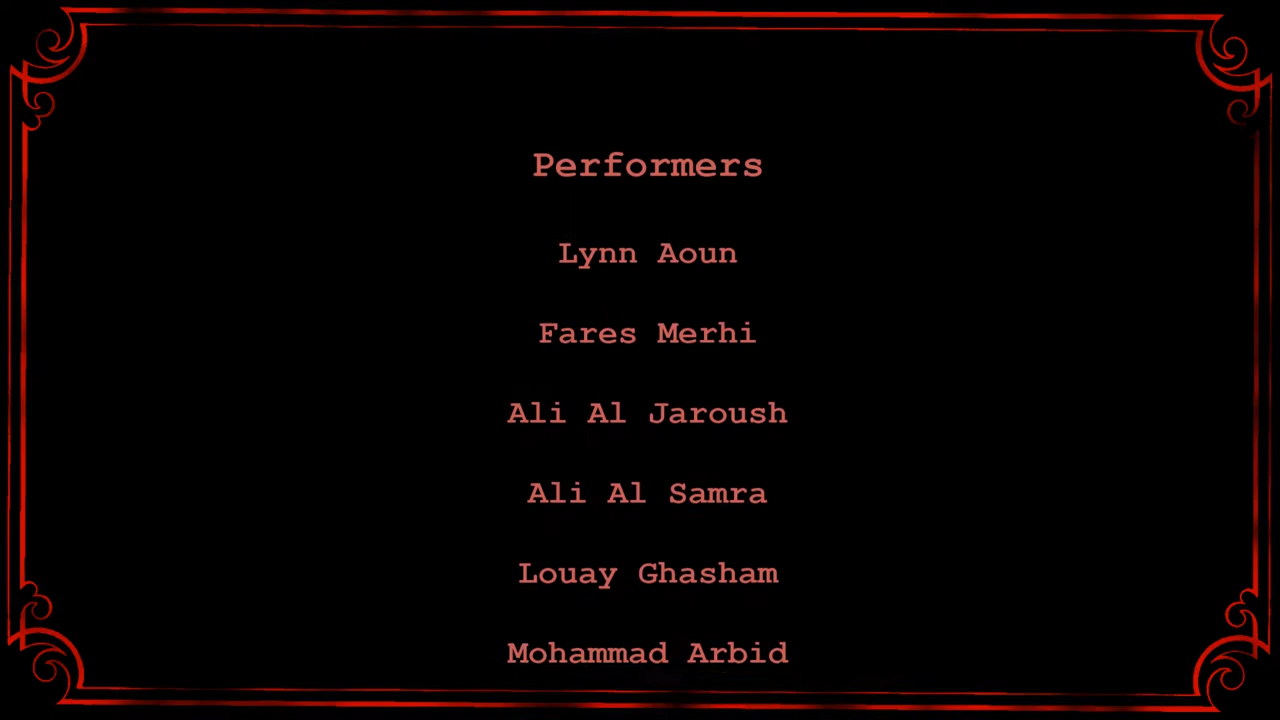 Performers
Lynn Aoun
Fares Merhi
Ali Al Jaroush
Ali Al Samra
Louay Ghasham
Mohammad Arbid